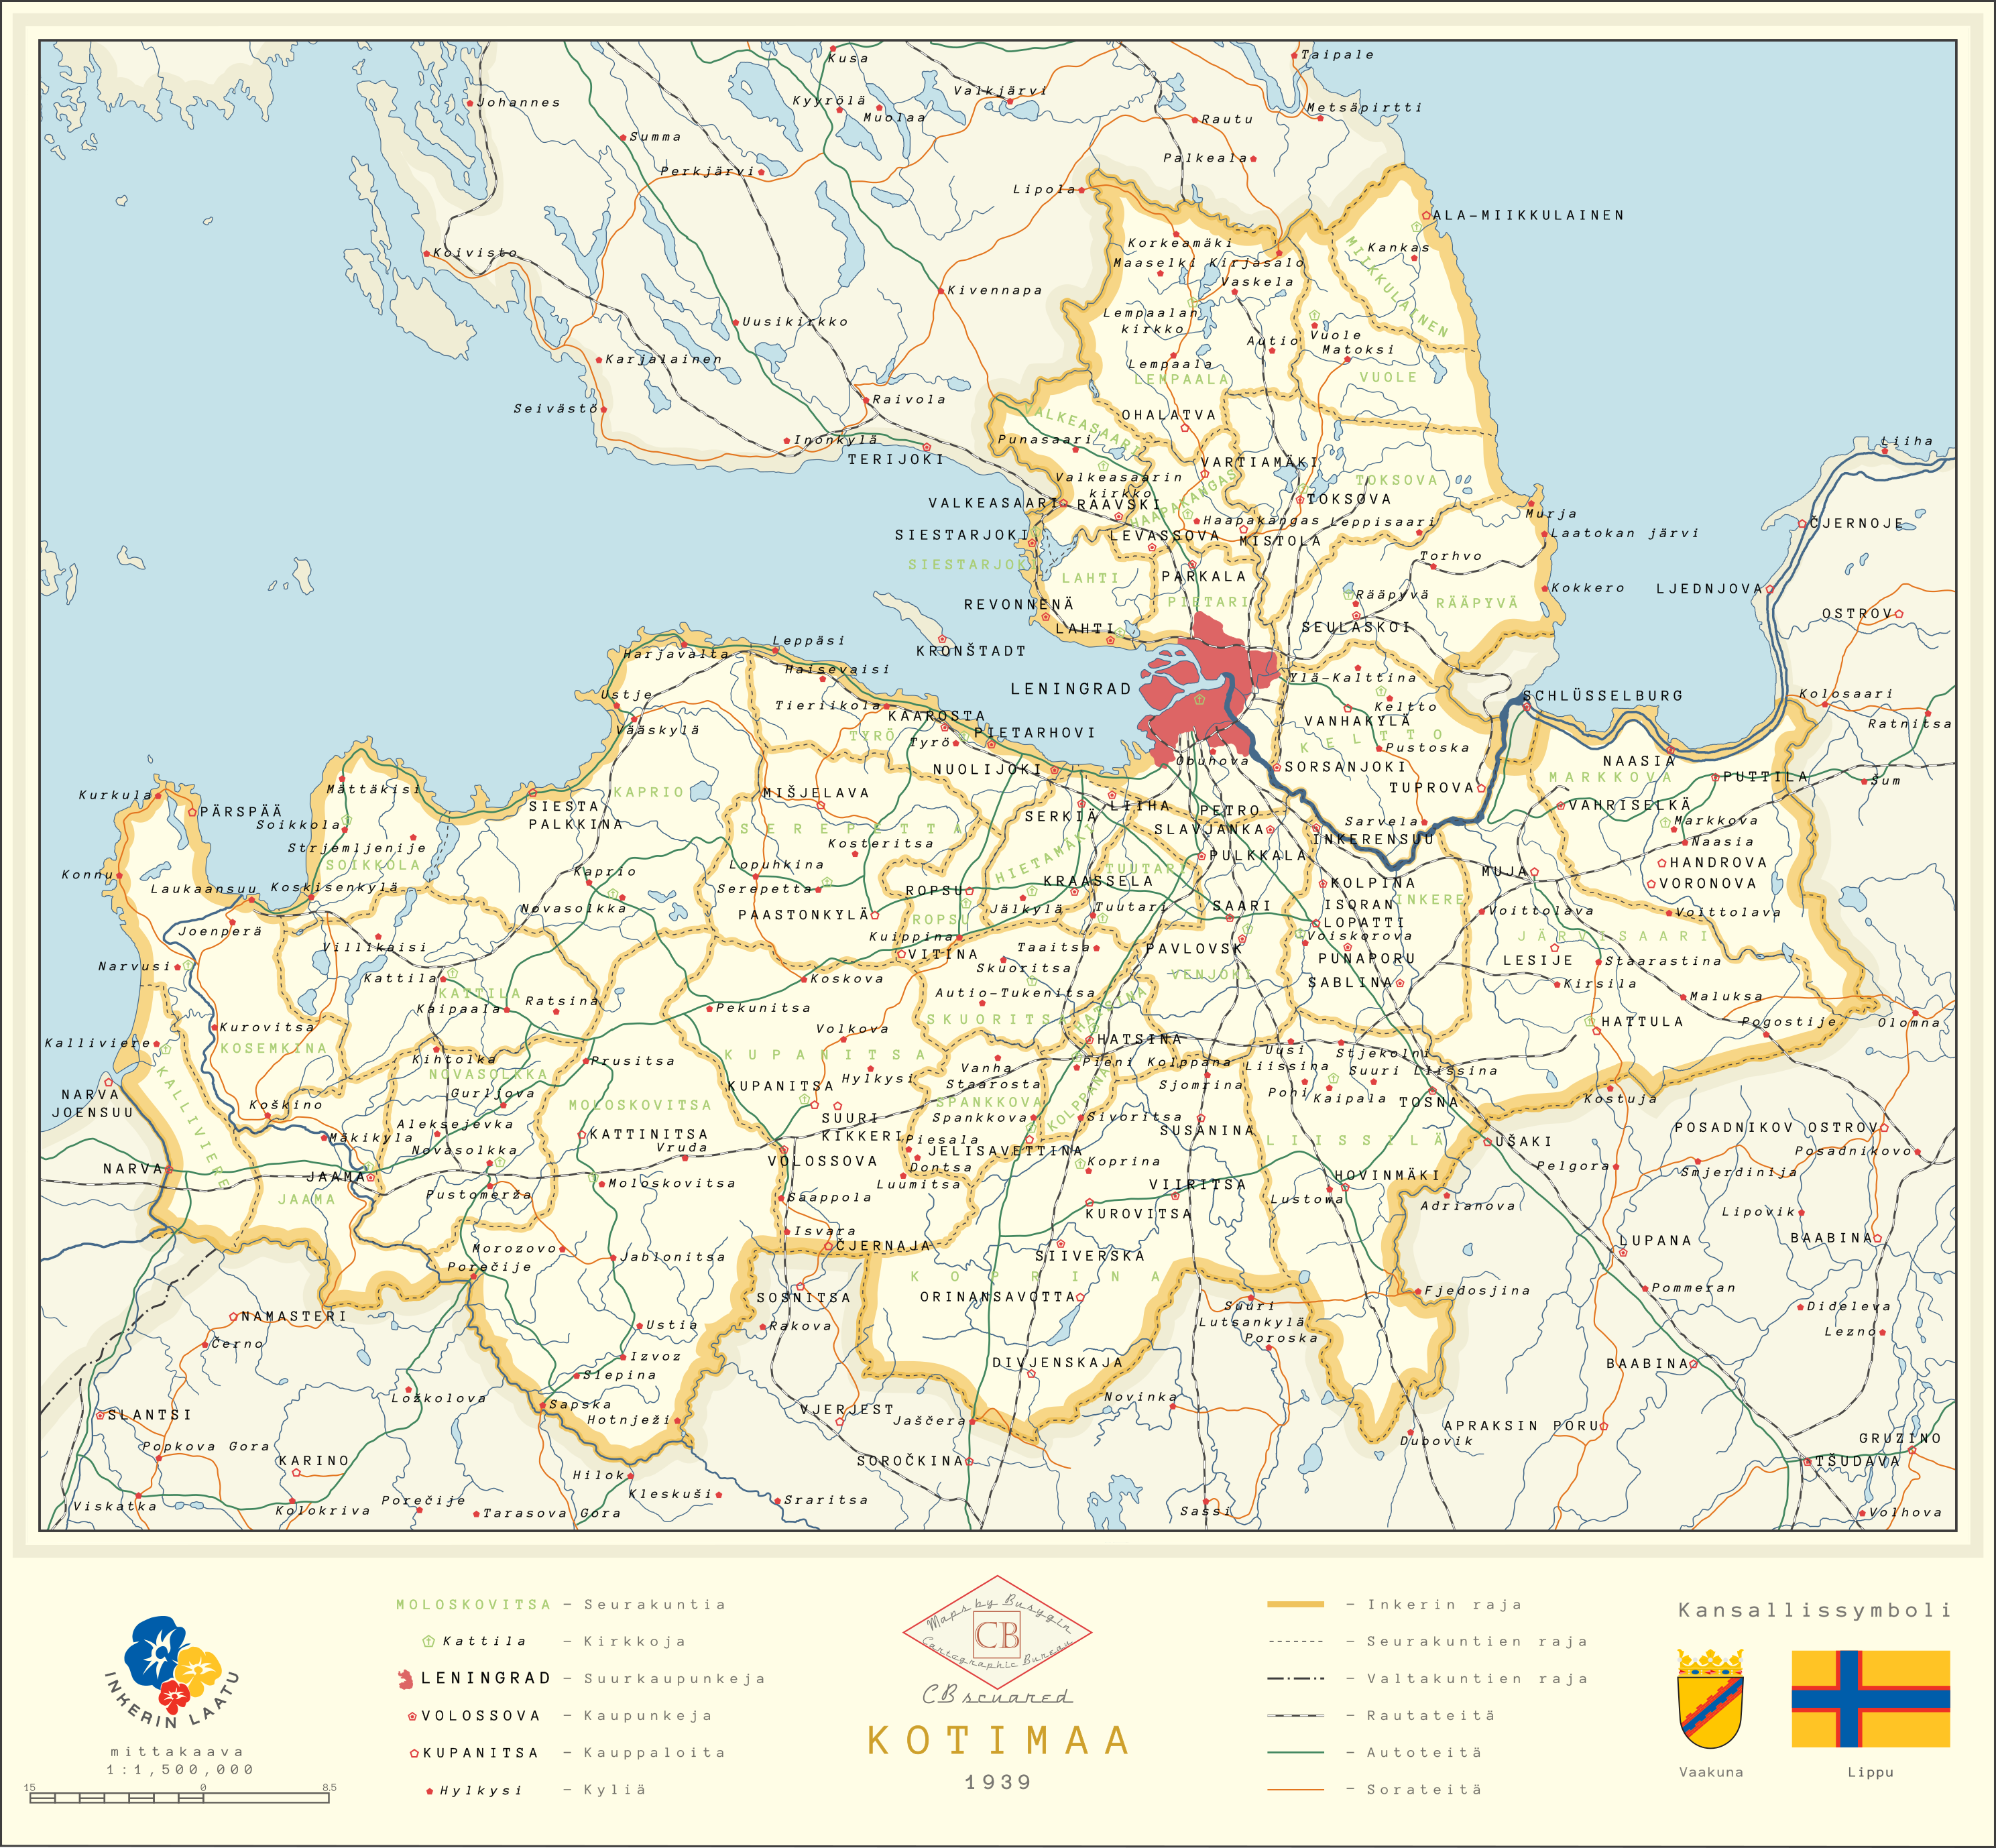 Taipale
Kusa
Johannes
Kyyrölä
Muolaa
Valkjärvi
Metsäpirtti
Rautu
Summa
Perkjärvi
Palkeala
Lipola
ALA-MIIKKULAINEN
Koivisto
Korkeamäki
Kankas
Maaselki
Kirjasalo
MIIKKULAINEN
Vaskela
Kivennapa
Lempaalan
kirkko
Uusikirkko
Vuole
Autio
Matoksi
Karjalainen
Lempaala
LEMPAALA
VUOLE
Seivästö
Raivola
VALKEASAARI
OHALATVA
Inonkylä
Punasaari
TERIJOKI
Liiha
VARTIAMÄKI
Valkeasaarin
kirkko
TOKSOVA
HAAPAKANGAS
VALKEASAARI
RAAVSKI
TOKSOVA
Murja
Haapakangas
Leppisaari
ČJERNOJE
SIESTARJOKI
LEVASSOVA
MISTOLA
Laatokan järvi
SIESTARJOKI
Torhvo
LAHTI
PARKALA
Kokkero
LJEDNJOVA
REVONNENÄ
PIETARI
Rääpyvä
RÄÄPYVÄ
OSTROV
LAHTI
SEULASKOI
Harjavalta
Leppäsi
KRONŠTADT
Haisevaisi
Ylä-Kalttina
LENINGRAD
Ustje
Tieriikola
Keltto
SCHLÜSSELBURG
Kolosaari
Vääskylä
KAAROSTA
VANHAKYLÄ
Ratnitsa
TYRÖ
Tyrö
PIETARHOVI
KELTTO
Pustoska
Obuhova
NAASIA
NUOLIJOKI
SORSANJOKI
MARKKOVA
PUTTILA
Šum
Kurkula
Mättäkisi
KAPRIO
MIŠJELAVA
TUPROVA
PÄRSPÄÄ
SIESTA
PALKKINA
LIIHA
PETRO
SLAVJANKA
VAHRISELKÄ
Soikkola
SERKIÄ
Sarvela
Markkova
SEREPETTA
INKERENSUU
Naasia
Strjemljenije
Kosteritsa
HIETAMÄKI
SOIKKOLA
PULKKALA
HANDROVA
Konnu
Kaprio
Lopuhkina
TUUTARI
MUJA
VORONOVA
Laukaansuu
Koskisenkylä
Serepetta
ROPSU
KRAASSELA
KOLPINA
Novasolkka
Jälkylä
Tuutari
SAARI
ISORAN
INKERE
LOPATTI
Voittolava
Voittolava
PAASTONKYLÄ
ROPSU
Joenperä
Villikaisi
Kuippina
Voiskorova
JÄRVISAARI
VITINA
Taaitsa
PAVLOVSK
PUNAPORU
LESIJE
Staarastina
Narvusi
Skuoritsa
VENJOKI
Kattila
Koskova
SABLINA
Kirsila
KATTILA
Autio-Tukenitsa
Maluksa
Kaipaala
Ratsina
Pekunitsa
SKUORITSA
HATSINA
HATTULA
Pogostije
Olomna
Kurovitsa
Volkova
HATSINA
Kalliviere
KOSEMKINA
Kihtolka
Prusitsa
KUPANITSA
Vanha
Staarosta
Pieni Kolppana
Uusi
Liissina
Stjekolni
NOVASOLKKA
Hylkysi
Sjomrina
Suuri Liissina
NARVA
JOENSUU
KALLIVIERE
Gurljova
KUPANITSA
SPANKKOVA
KOLPPANA
Poni
Kaipala
TOSNA
Kostuja
Koškino
MOLOSKOVITSA
SUURI
KIKKERI
Spankkova
Sivoritsa
SUSANINA
POSADNIKOV OSTROV
Mäkikyla
Aleksejevka
KATTINITSA
Piesala
JELISAVETTINA
LIISSILÄ
UŠAKI
Posadnikovo
NARVA
Novasolkka
Vruda
VOLOSSOVA
Dontsa
Koprina
Pelgora
Smjerdinija
JAAMA
Pustomerza
Moloskovitsa
Luumitsa
VIIRITSA
HOVINMÄKI
JAAMA
Saappola
KUROVITSA
Lustowa
Adrianova
Lipovik
Isvara
Morozovo
Jablonitsa
ČJERNAJA
SIIVERSKA
LUPANA
BAABINA
Porečije
KOPRINA
SOSNITSA
ORINANSAVOTTA
Fjedosjina
Pommeran
NAMASTERI
Ustia
Rakova
Suuri
Lutsankylä
Dideleva
Černo
Poroska
Lezno
Izvoz
DIVJENSKAJA
BAABINA
Slepina
Ložkolova
Novinka
SLANTSI
Sapska
Hotnježi
VJERJEST
Jaščera
APRAKSIN PORU
Popkova Gora
Dubovik
GRUZINO
KARINO
SOROČKINA
TŠUDAVA
Hilok
Viskatka
Kolokriva
Porečije
Kleskuši
Sraritsa
Tarasova Gora
Sassi
Volhova
MOLOSKOVITSA – Seurakuntia
Kattila – Kirkkoja
LENINGRAD – Suurkaupunkeja
VOLOSSOVA – Kaupunkeja
KUPANITSA – Kauppaloita
Hylkysi – Kyliä
INKERIN LAATU
mittakaava
1:1,500,000
15 0 8.5
Maps by Busygin
CB
Cartographic Bureau
CB scuared
KOTIMAA
1939
– Inkerin raja
– Seurakuntien raja
– Valtakuntien raja
– Rautateitä
– Autoteitä
– Sorateitä
Kansallissymboli
Vaakuna
Lippu